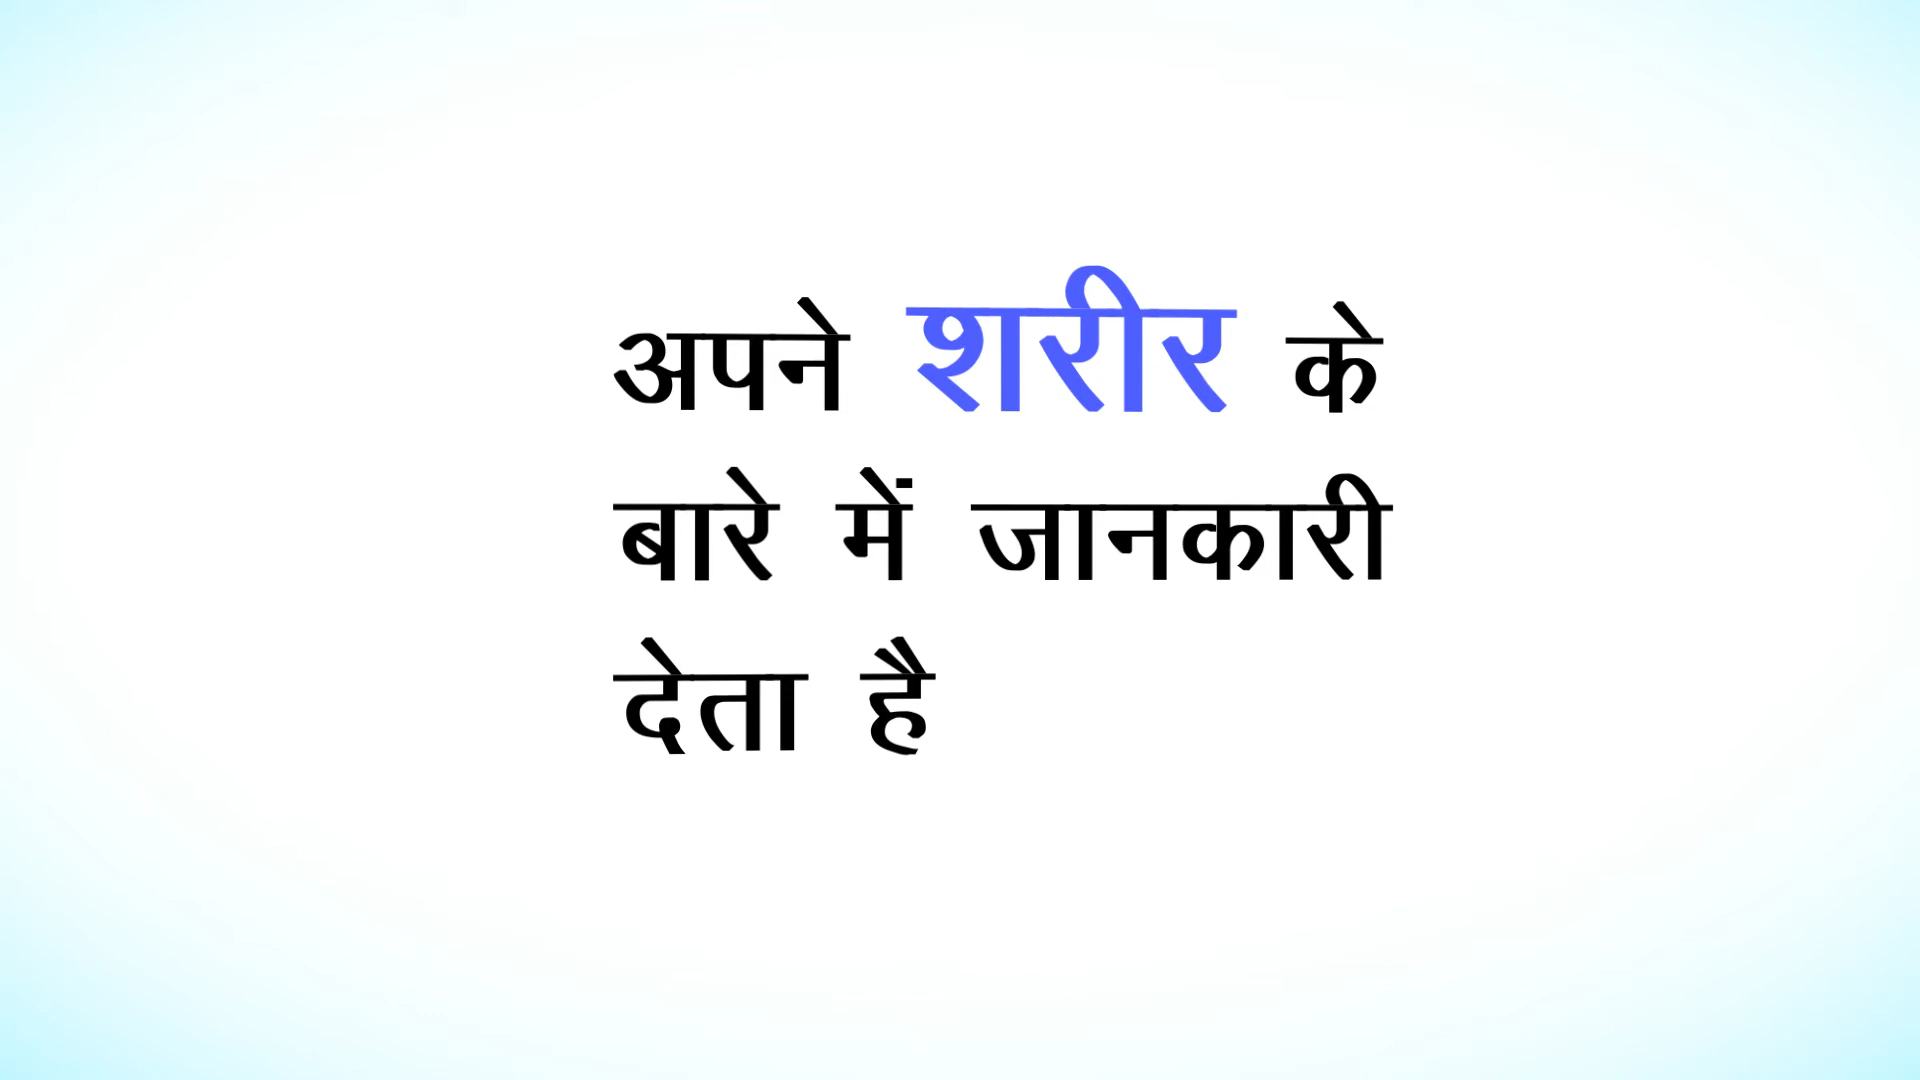 अपने शरीर के
बारे में जानकारी
देता है